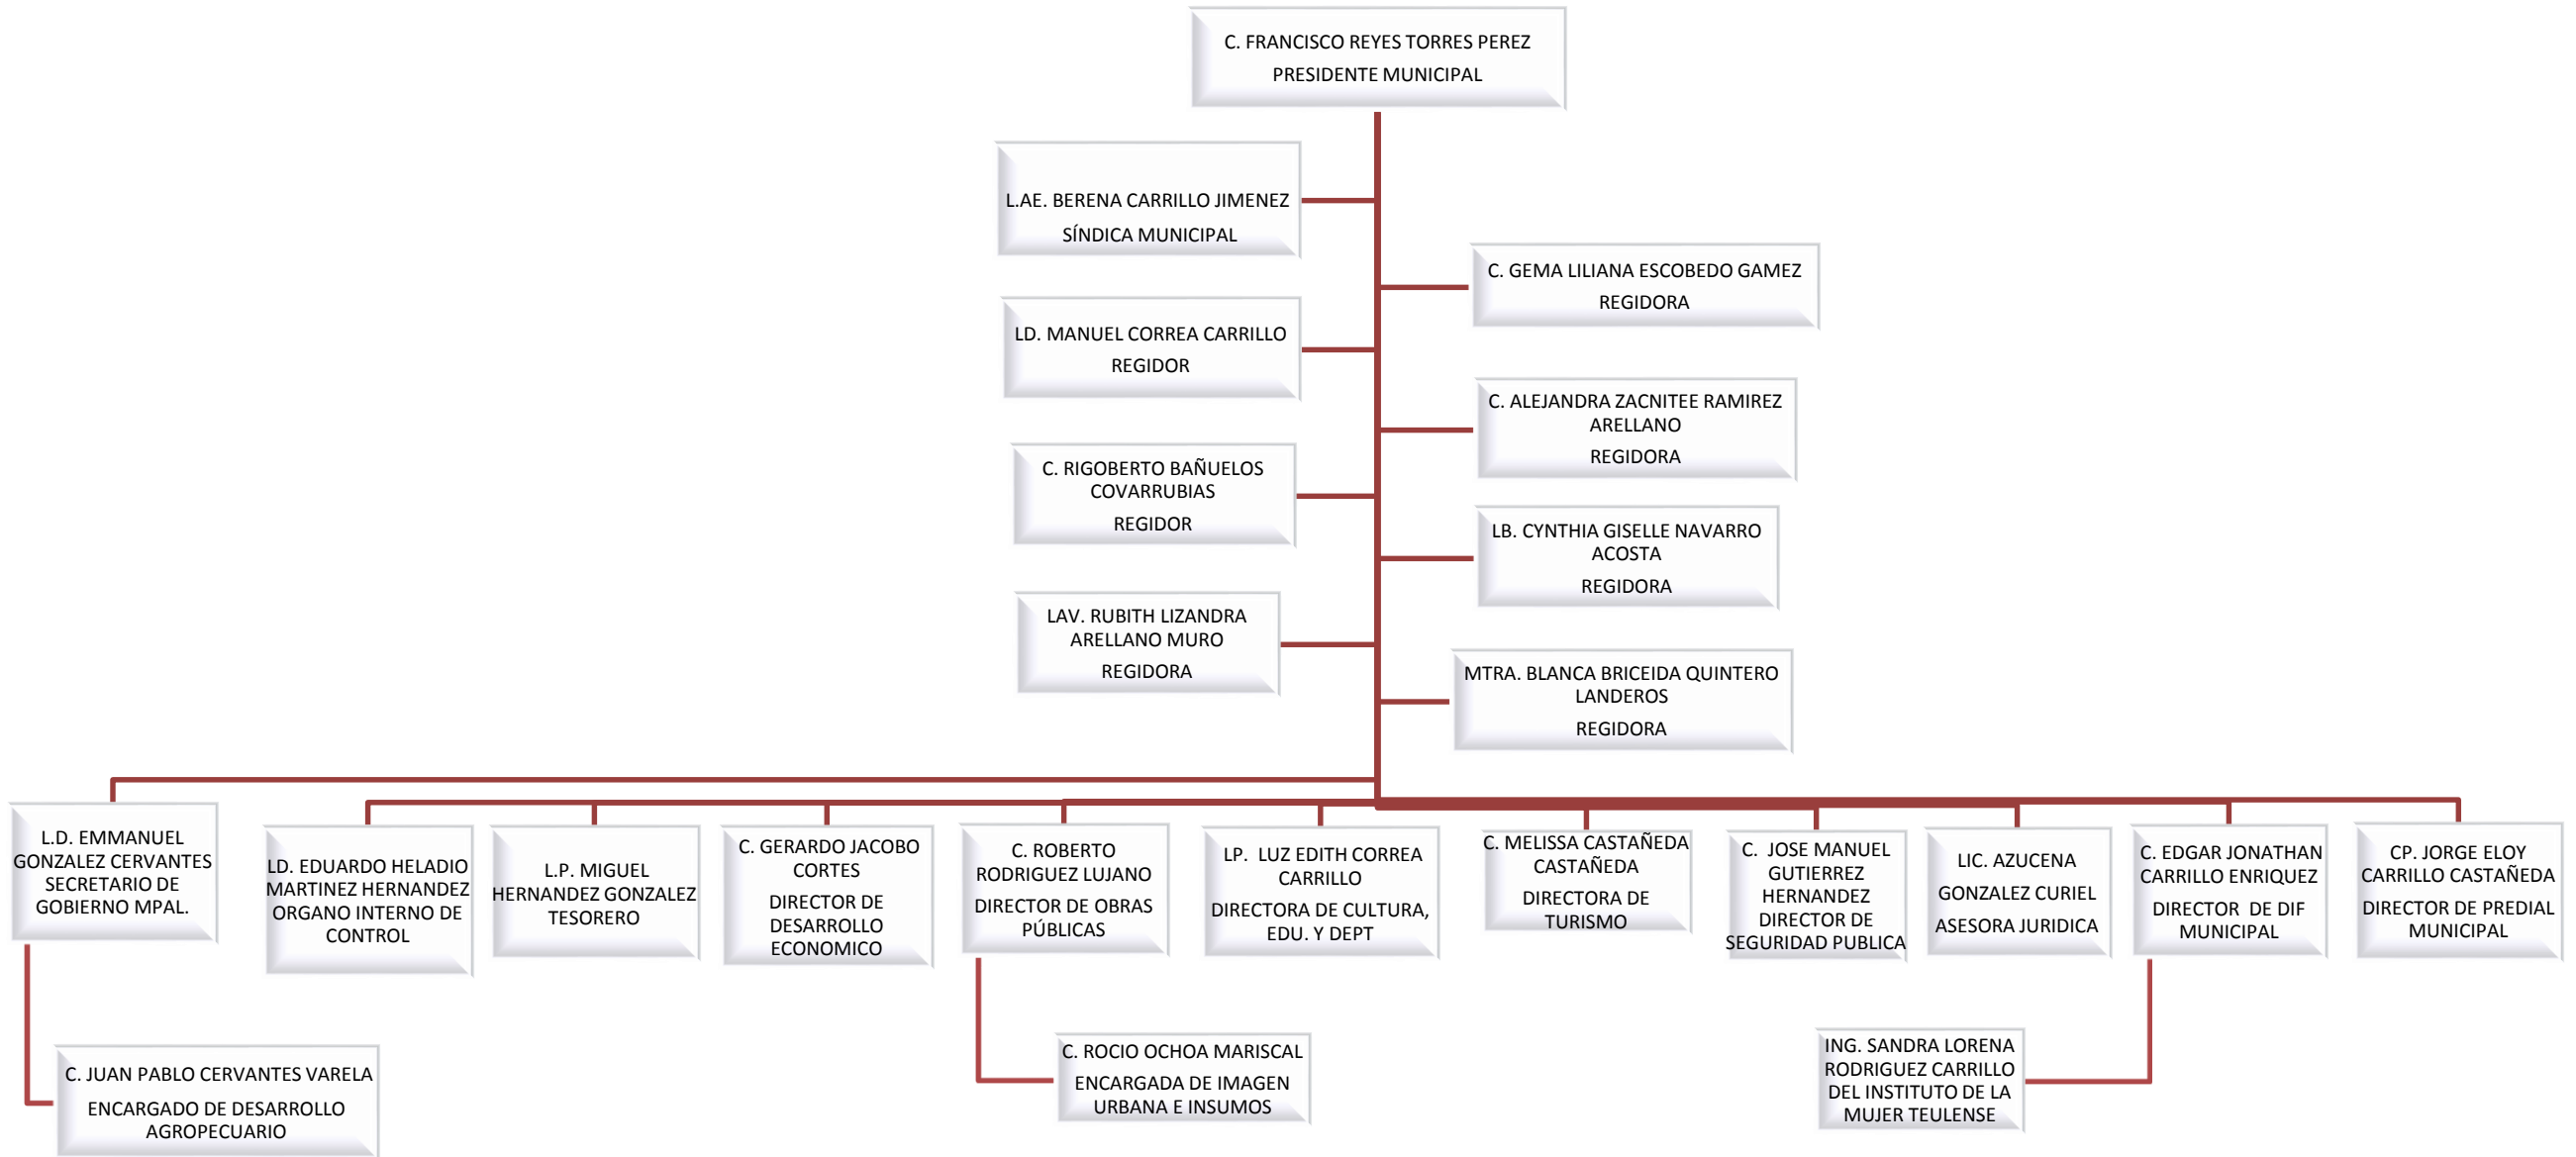 C. FRANCISCO REYES TORRES PEREZ
PRESIDENTE MUNICIPAL
L.AE. BERENA CARRILLO JIMENEZ
SÍNDICA MUNICIPAL
C. GEMA LILIANA ESCOBEDO GAMEZ
REGIDORA
LD. MANUEL CORREA CARRILLO
REGIDOR
C. ALEJANDRA ZACNITEE RAMIREZ
ARELLANO
REGIDORA
C. RIGOBERTO BAÑUELOS
COVARRUBIAS
REGIDOR
LB. CYNTHIA GISELLE NAVARRO
ACOSTA
REGIDORA
LAV. RUBITH LIZANDRA
ARELLANO MURO
REGIDORA
MTRA. BLANCA BRICEIDA QUINTERO
LANDEROS
REGIDORA
L.D. EMMANUEL
GONZALEZ CERVANTES
SECRETARIO DE
GOBIERNO MPAL.
LD. EDUARDO HELADIO
MARTINEZ HERNANDEZ
ORGANO INTERNO DE
CONTROL
L.P. MIGUEL
HERNANDEZ GONZALEZ
TESORERO
C. GERARDO JACOBO
CORTES
DIRECTOR DE
DESARROLLO
ECONOMICO
C. ROBERTO
RODRIGUEZ LUJANO
DIRECTOR DE OBRAS
PÚBLICAS
LP. LUZ EDITH CORREA
CARRILLO
DIRECTORA DE CULTURA,
EDU. Y DEPT
C. MELISSA CASTAÑEDA
CASTAÑEDA
DIRECTORA DE
TURISMO
C. JOSE MANUEL
GUTIERREZ
HERNANDEZ
DIRECTOR DE
SEGURIDAD PUBLICA
LIC. AZUCENA
GONZALEZ CURIEL
ASESORA JURIDICA
C. EDGAR JONATHAN
CARRILLO ENRIQUEZ
DIRECTOR DE DIF
MUNICIPAL
CP. JORGE ELOY
CARRILLO CASTAÑEDA
DIRECTOR DE PREDIAL
MUNICIPAL
C. JUAN PABLO CERVANTES VARELA
ENCARGADO DE DESARROLLO
AGROPECUARIO
C. ROCIO OCHOA MARISCAL
ENCARGADA DE IMAGEN
URBANA E INSUMOS
ING. SANDRA LORENA
RODRIGUEZ CARRILLO
DEL INSTITUTO DE LA
MUJER TEULENSE